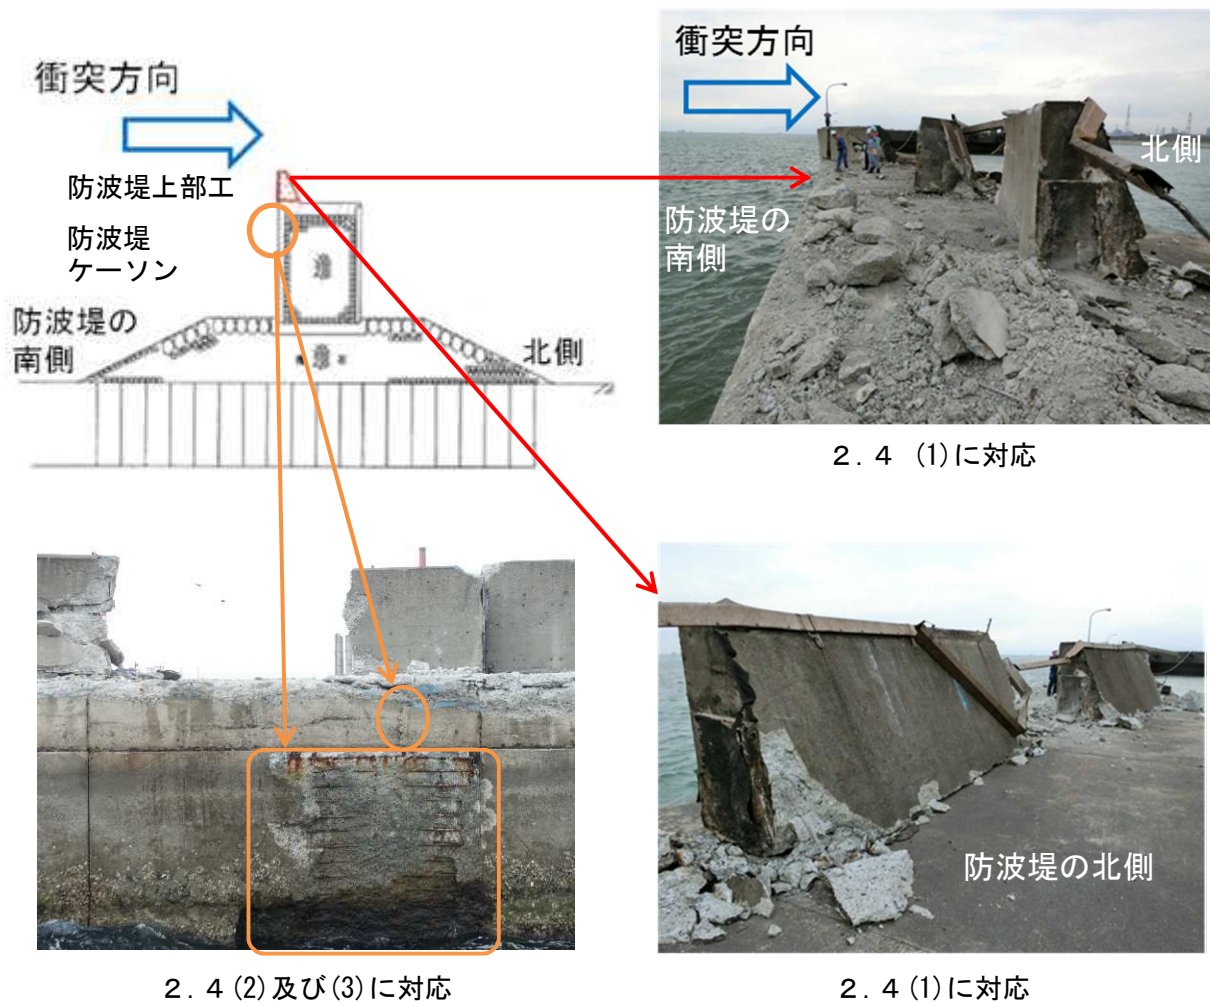 衝突方向
防波堤上部工
防波堤
ケーソン
防波堤の
南側
北側
衝突方向
北側
防波堤の
南側
２．４ (1)に対応
２．４(2)及び(3)に対応
防波堤の北側
２．４(1)に対応